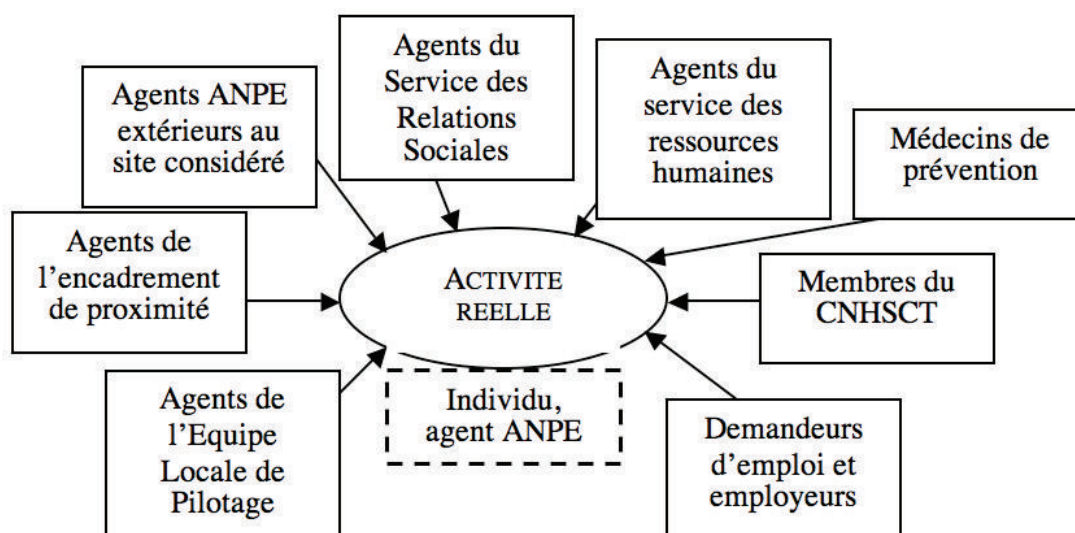 Agents du
Service des
Relations
Sociales
Agents du
service des
ressources
humaines
Agents ANPE
extérieurs au
site considéré
Médecins de
prévention
Agents de
l'encadrement
de proximité
ACTIVITE
REELLE
Membres du
CNHSCT
Agents de
l'Equipe
Locale de
Pilotage
Individu,
agent ANPE
Demandeurs
d'emploi et
employeurs